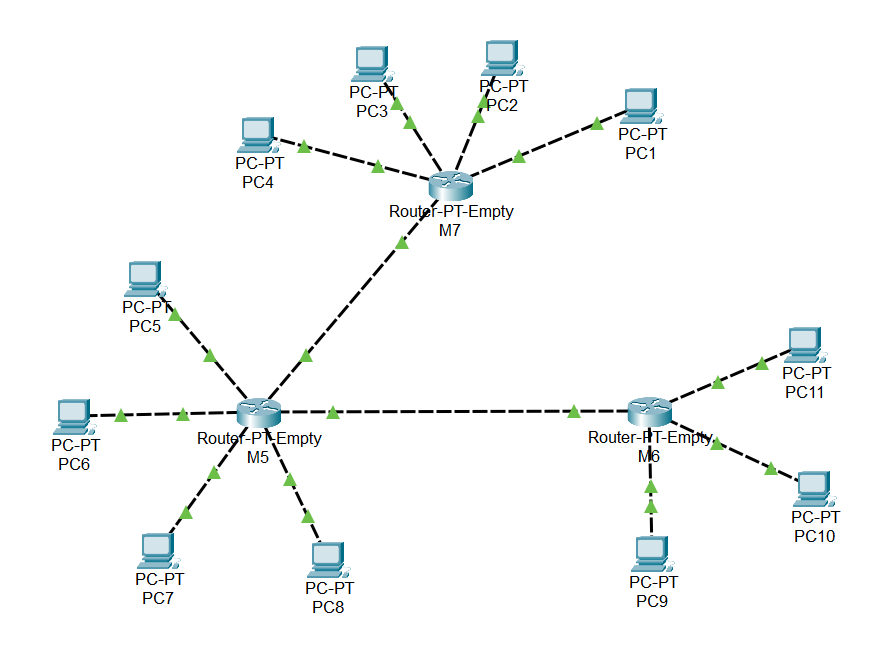 PC-PT
PC3
PC-PT
PC2
PC-PT
PC1
PC-PT
PC4
Router-PT-Empty
M7
PC-PT
PC5
PC-PT
PC11
Router-PT-Empty
M5
Router-PT-Empty
M6
PC-PT
PC6
PC-PT
PC10
PC-PT
PC7
PC-PT
PC8
PC-PT
PC9